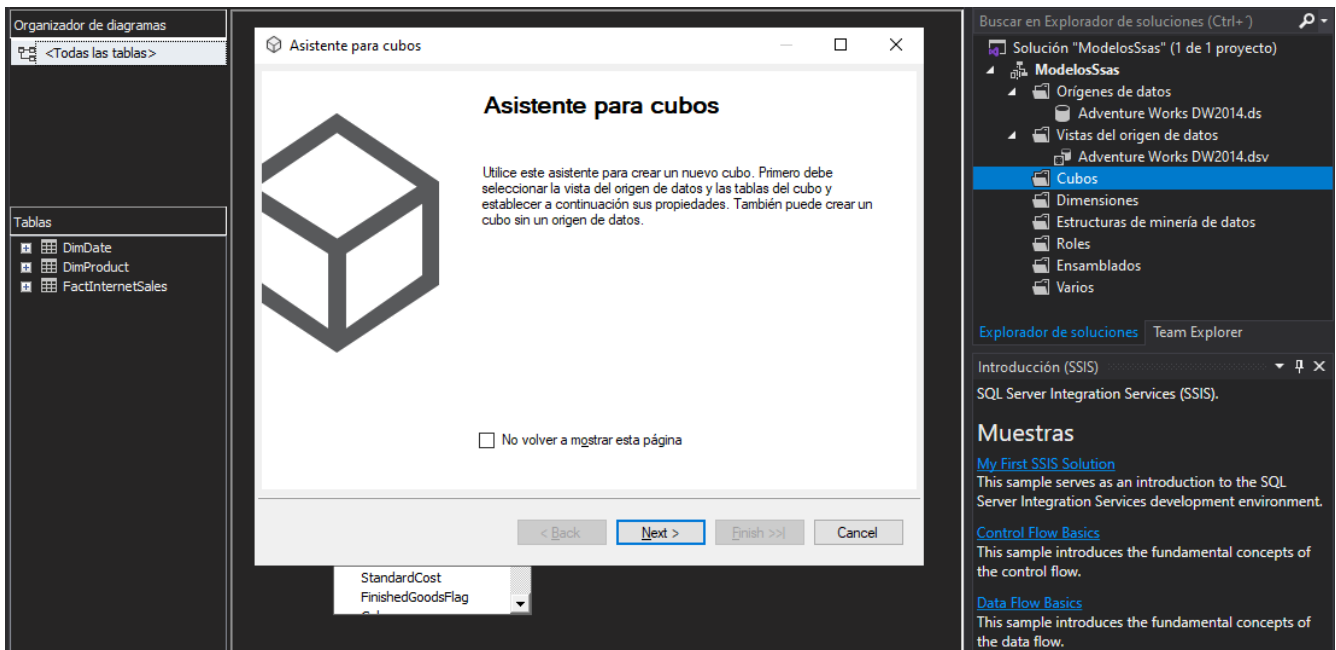 Organizador de diagramas
<Todas las tablas>
Tablas
DimDate
DimProduct
FactInternetSales
Asistente para cubos
Asistente para cubos
Utilice este asistente para crear un nuevo cubo. Primero debe
seleccionar la vista del origen de datos y las tablas del cubo y
establecer a continuación sus propiedades. También puede crear un
cubo sin un origen de datos.
No volver a mostrar esta página
< Back
Next >
Finish >>|
Cancel
StandardCost
FinishedGoodsFlag
Buscar en Explorador de soluciones (Ctrl+´)
Solución "ModelosSsas" (1 de 1 proyecto)
ModelosSsas
Orígenes de datos
Adventure Works DW2014.ds
Vistas del origen de datos
Adventure Works DW2014.dsv
Cubos
Dimensiones
Estructuras de minería de datos
Roles
Ensamblados
Varios
Explorador de soluciones Team Explorer
Introducción (SSIS)
SQL Server Integration Services (SSIS).
Muestras
My First SSIS Solution
This sample serves as an introduction to the SQL
Server Integration Services development environment.
Control Flow Basics
This sample introduces the fundamental concepts of
the control flow.
Data Flow Basics
This sample introduces the fundamental concepts of
the data flow.